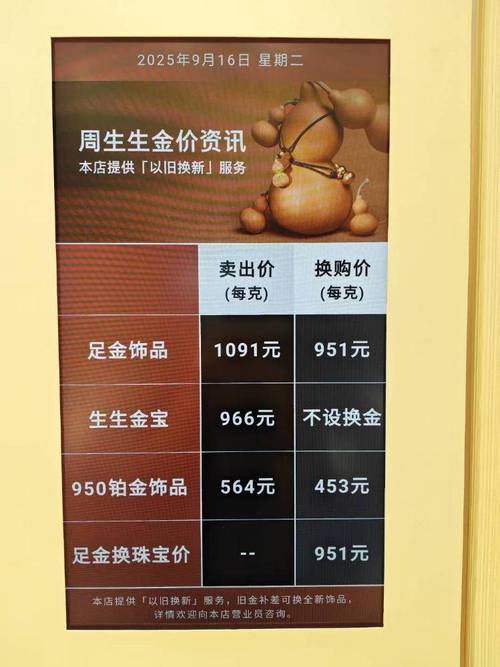 2025年9月16日 星期二
周生生金价资讯
本店提供「以旧换新」服务
卖出价 换购价
(每克) (每克)
足金饰品 1091元 951元
生生金宝 966元 不设换金
950铂金饰品 564元 453元
足金换珠宝价 -- 951元
本店提供「以旧换新」服务，旧金补差可换全新饰品，
详情欢迎向本店营业员咨询。